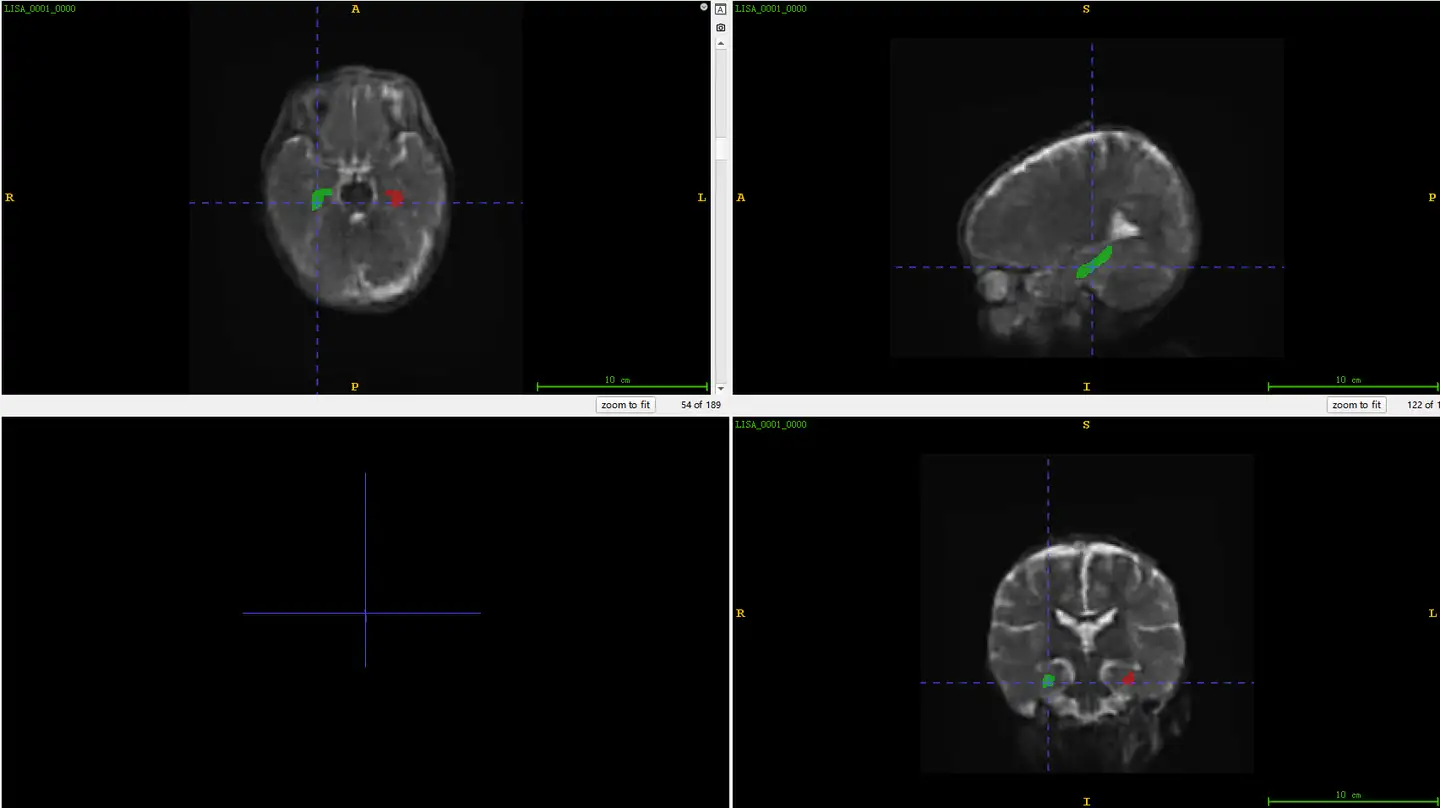 LISA_0001_0000
A
A
R
L
10 cm
P
zoom to fit
54 of 189
LISA_0001_0000
S
A
P
10 cm
I
zoom to fit
122 of 1
LISA_0001_0000
S
R
L
10 cm
I